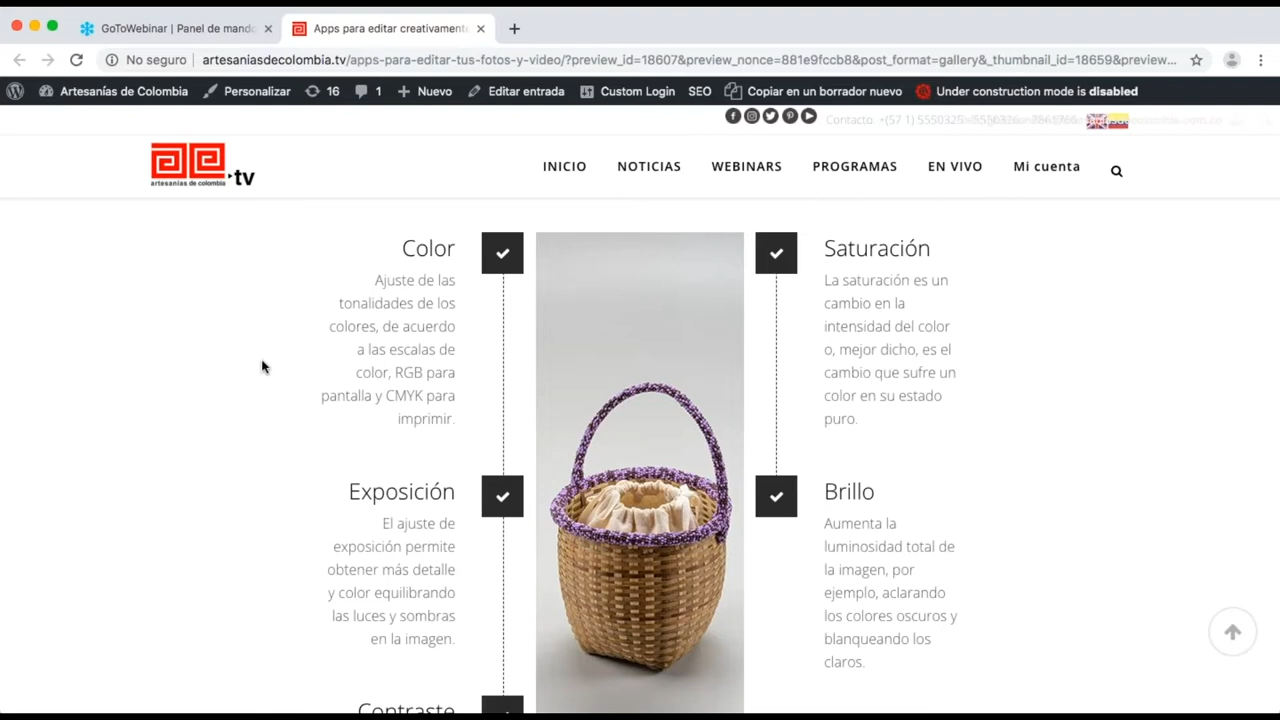 GoToWebinar | Panel de mando
Apps para editar creativament
No seguro
artesaniasdecolombia.tv/apps-para-editar-tus-fotos-y-video/?preview_id=18607&preview_nonce=881e9fccb8&post_format=gallery&_thumbnail_id=18659&preview...
Artesanías de Colombia
Personalizar
16
1
Nuevo
Editar entrada
Custom Login
SEO
Copiar en un borrador nuevo
Under construction mode is disabled
Contacto: +(57 1) 5550325
artesanías de colombia
tv
INICIO
NOTICIAS
WEBINARS
PROGRAMAS
EN VIVO
Mi cuenta
Color
Ajuste de las
tonalidades de los
colores, de acuerdo
a las escalas de
color, RGB para
pantalla y CMYK para
imprimir.
Saturación
La saturación es un
cambio en la
intensidad del color
o, mejor dicho, es el
cambio que sufre un
color en su estado
puro.
Exposición
El ajuste de
exposición permite
obtener más detalle
y color equilibrando
las luces y sombras
en la imagen.
Brillo
Aumenta la
luminosidad total de
la imagen, por
ejemplo, aclarando
los colores oscuros y
blanqueando los
claros.
Contraste